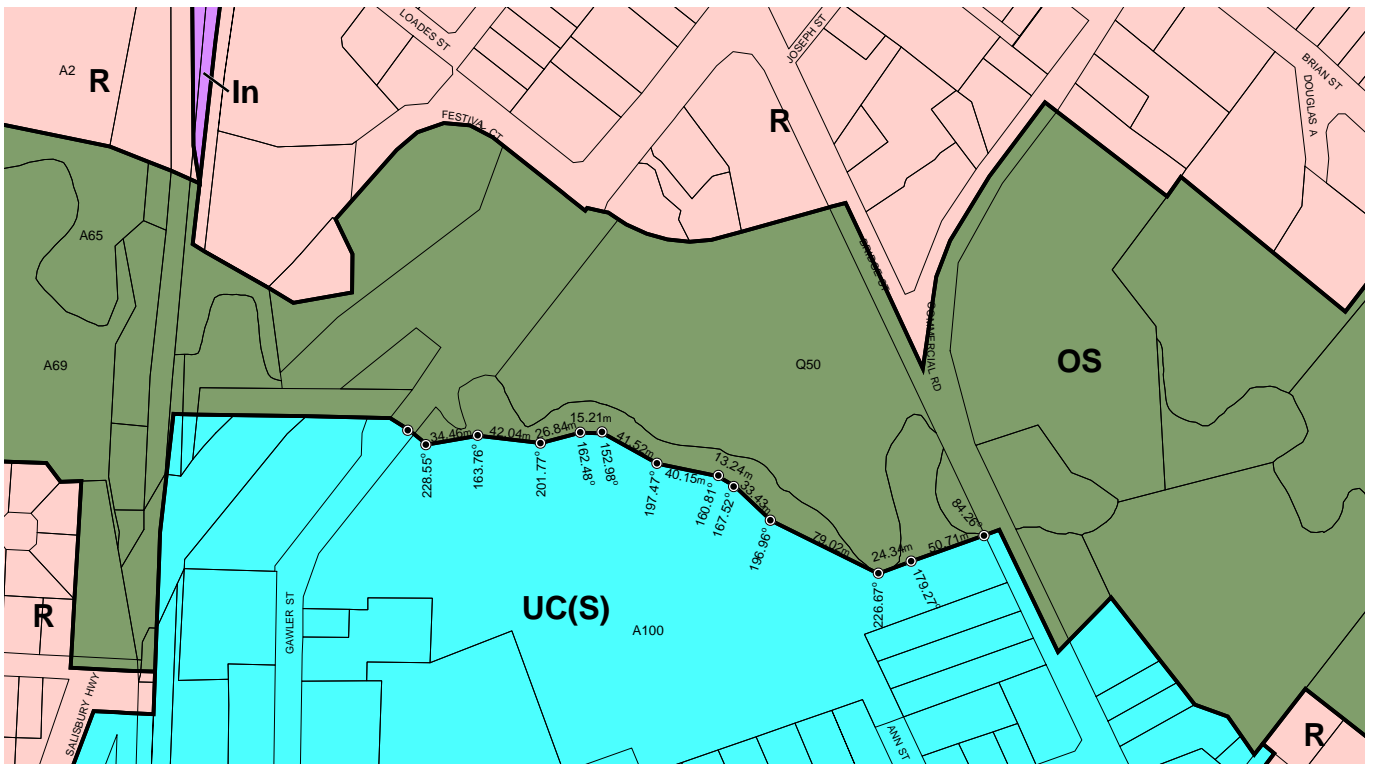 LOADES ST
JOSEPH ST
BRIAN ST
A2
R
In
DOUGLAS A
FESTIVAL CT
R
A65
BRIDGE ST
COMMERCIAL RD
A69
Q50
OS
34.46m
42.04m
26.84m
15.21m
41.52m
40.15m
13.24m
33.43m
79.02m
24.34m
50.71m
84.26°
228.55°
163.76°
201.77°
162.48°
152.98°
197.47°
160.81°
167.52°
196.96°
226.67°
179.27°
R
GAWLER ST
UC(S)
A100
SALISBURY HWY
ANN ST
R